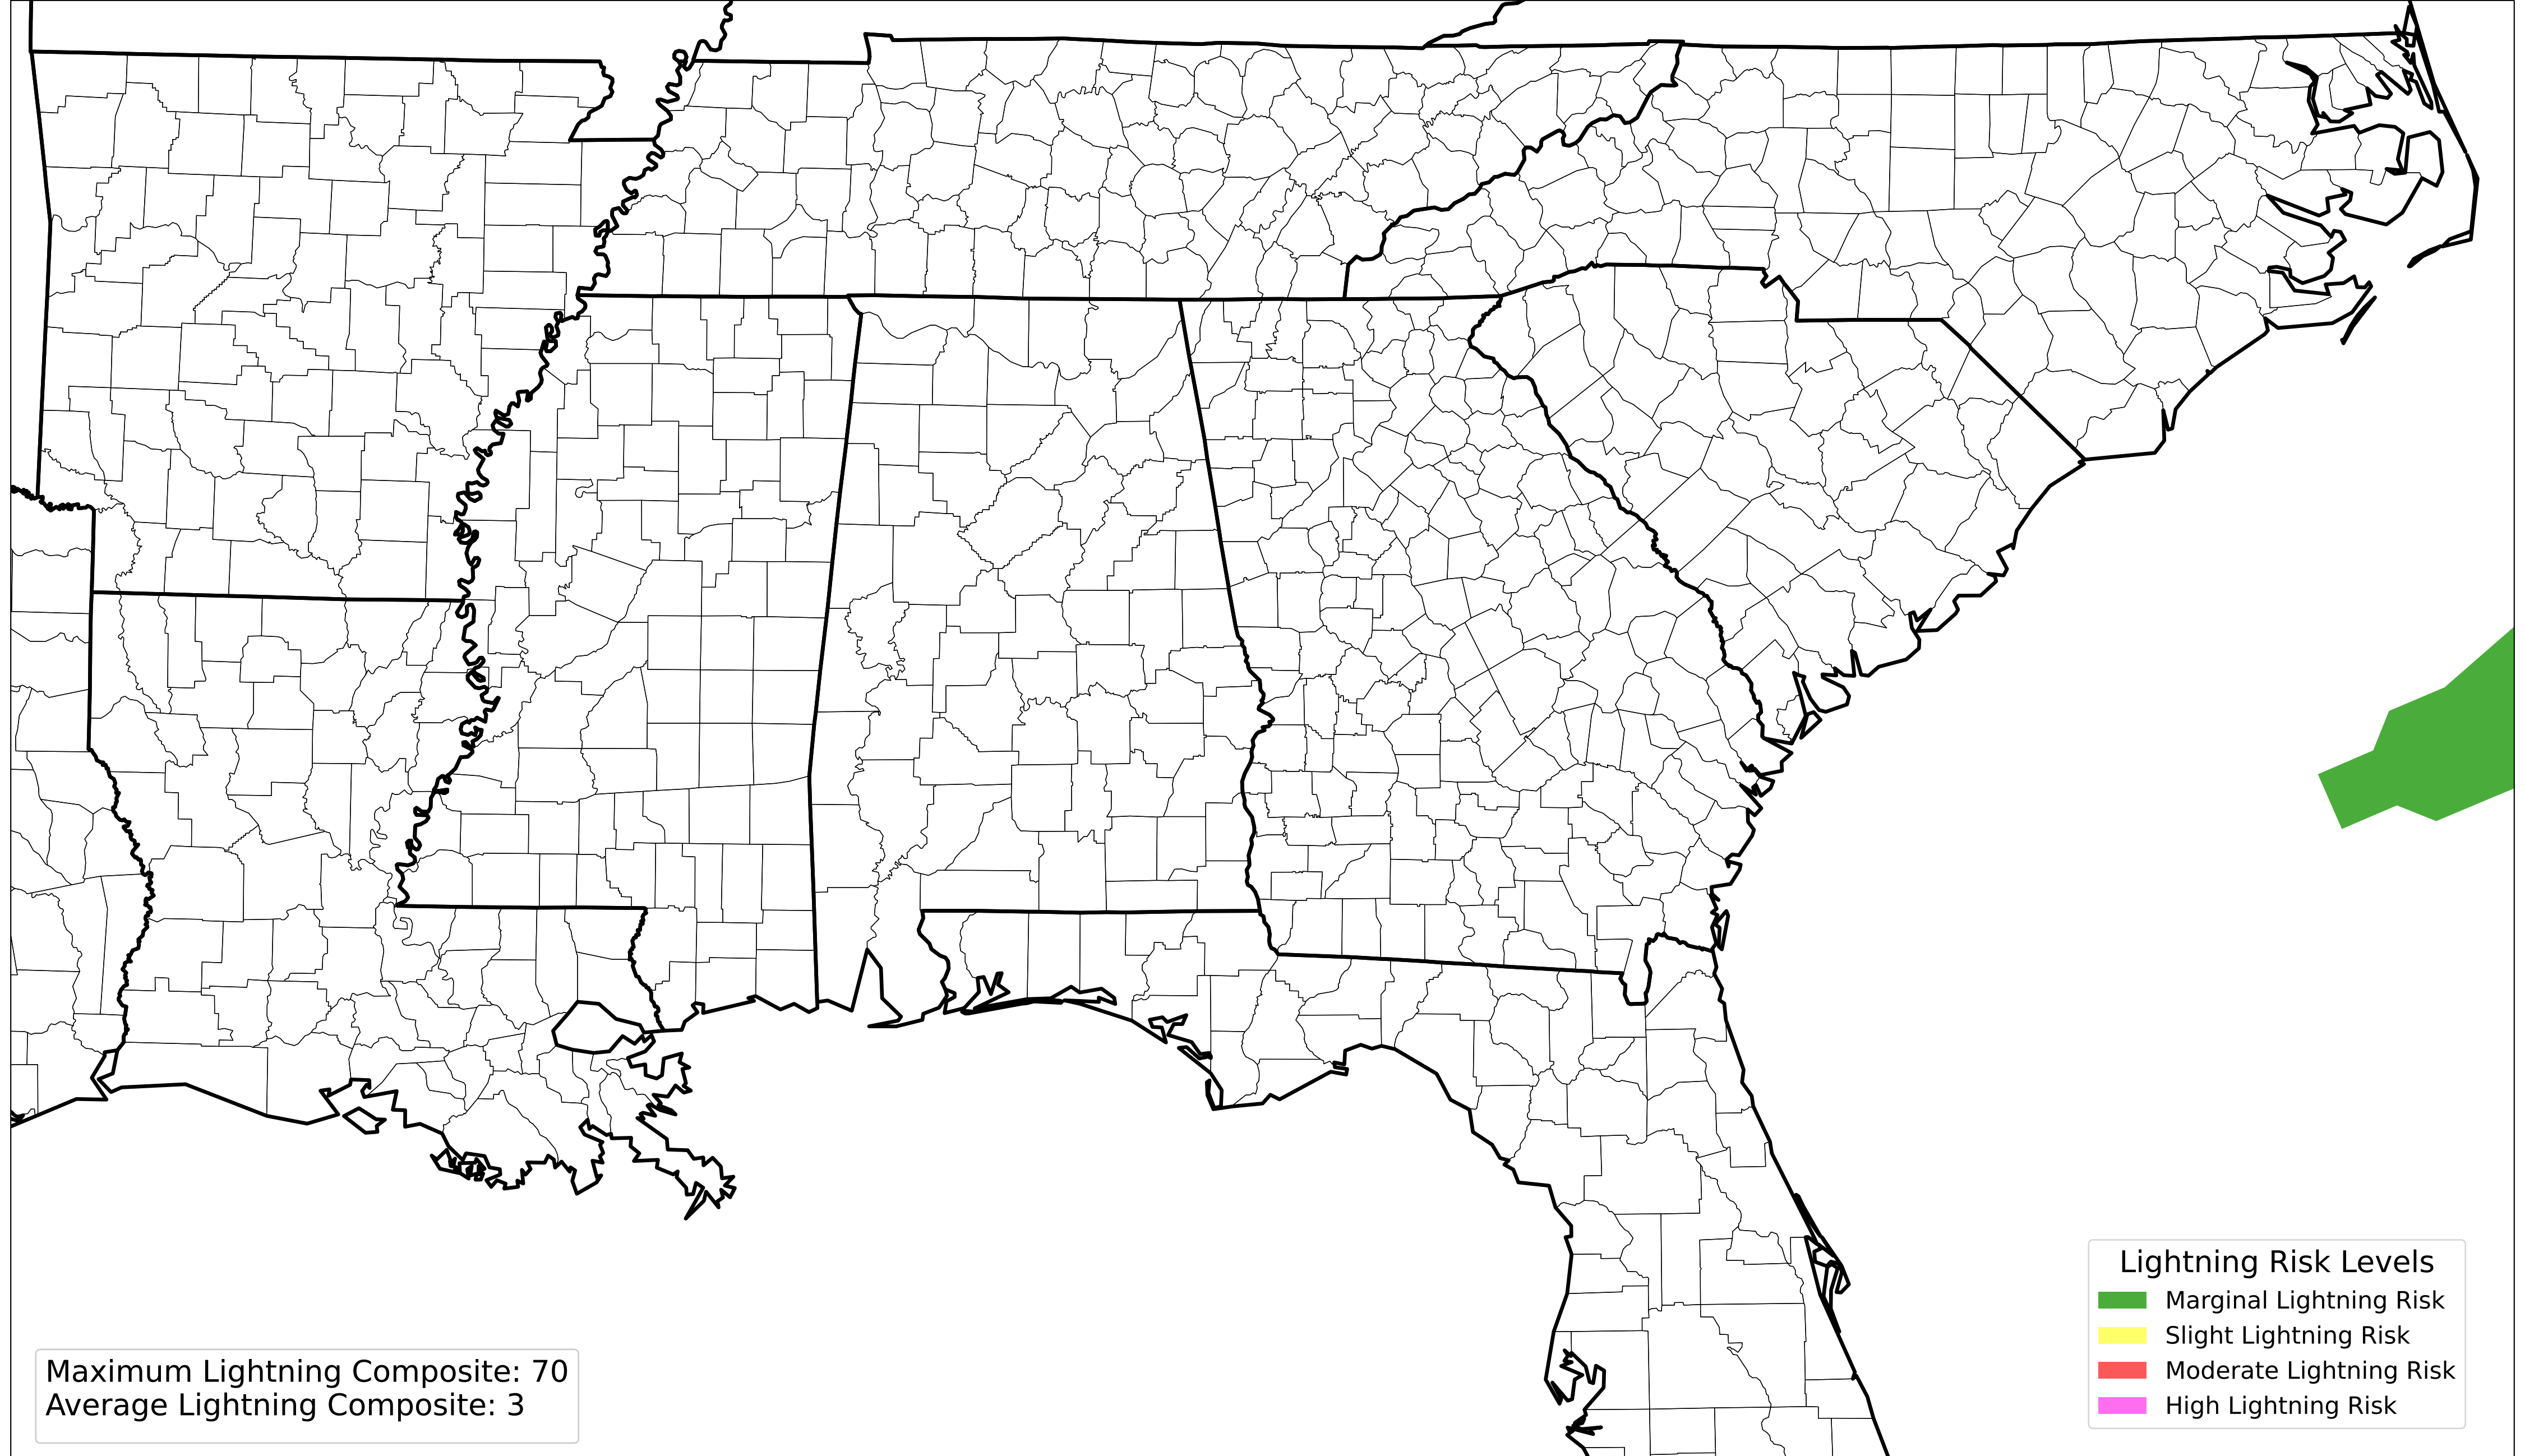 Maximum Lightning Composite: 70
Average Lightning Composite: 3
Lightning Risk Levels
Marginal Lightning Risk
Slight Lightning Risk
Moderate Lightning Risk
High Lightning Risk